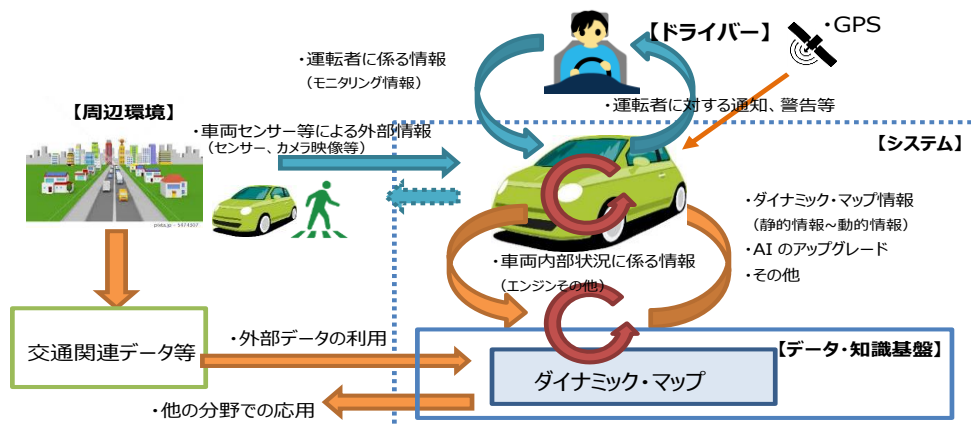 【ドライバー】
・GPS
・運転者に係る情報
（モニタリング情報）
・運転者に対する通知、警告等
【周辺環境】
・車両センサー等による外部情報
（センサー、カメラ映像等）
【システム】
・ダイナミック・マップ情報
（静的情報～動的情報）
・AI のアップグレード
・その他
pixta.jp - 5474307
・車両内部状況に係る情報
（エンジンその他）
・外部データの利用
【データ・知識基盤】
交通関連データ等
ダイナミック・マップ
・他の分野での応用